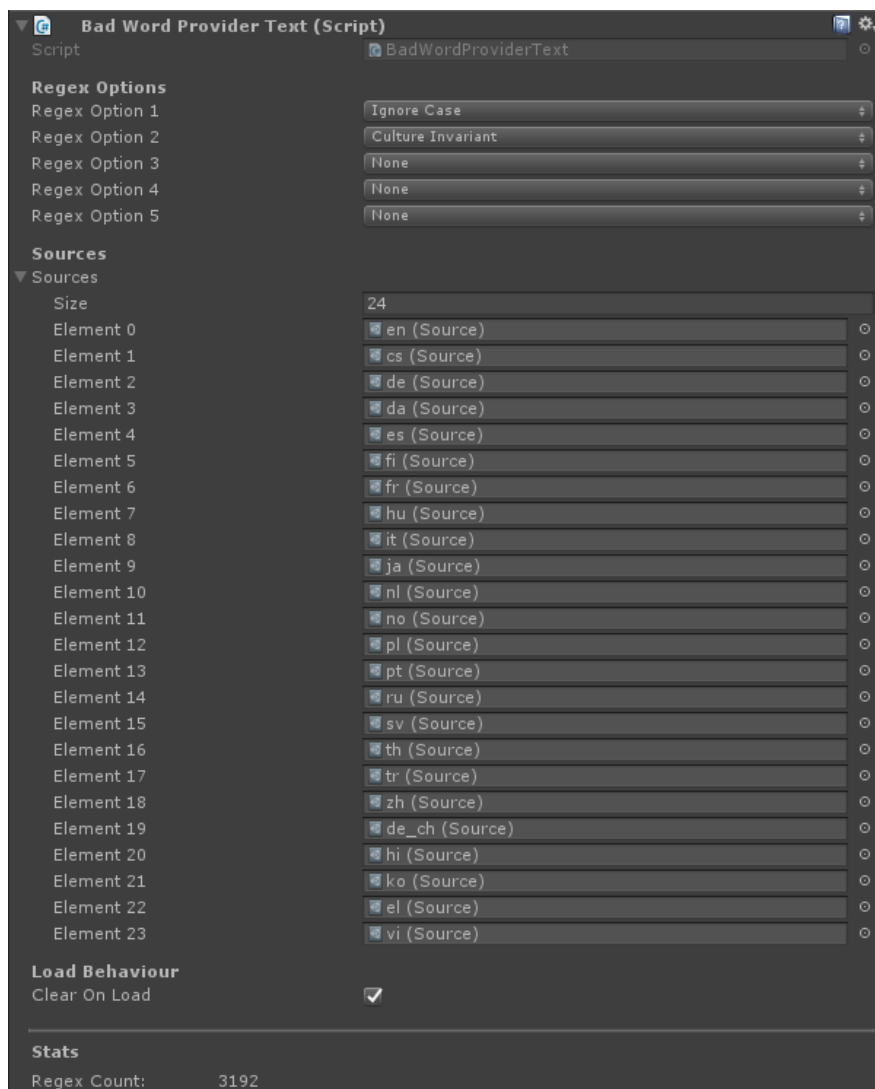 Bad Word Provider Text (Script)
Script BadWordProviderText
Regex Options
Regex Option 1 Ignore Case
Regex Option 2 Culture Invariant
Regex Option 3 None
Regex Option 4 None
Regex Option 5 None
Sources
Sources
Size 24
Element 0 en (Source)
Element 1 cs (Source)
Element 2 de (Source)
Element 3 da (Source)
Element 4 es (Source)
Element 5 fi (Source)
Element 6 fr (Source)
Element 7 hu (Source)
Element 8 it (Source)
Element 9 ja (Source)
Element 10 nl (Source)
Element 11 no (Source)
Element 12 pl (Source)
Element 13 pt (Source)
Element 14 ru (Source)
Element 15 sv (Source)
Element 16 th (Source)
Element 17 tr (Source)
Element 18 zh (Source)
Element 19 de_ch (Source)
Element 20 hi (Source)
Element 21 ko (Source)
Element 22 el (Source)
Element 23 vi (Source)
Load Behaviour
Clear On Load
Stats
Regex Count: 3192